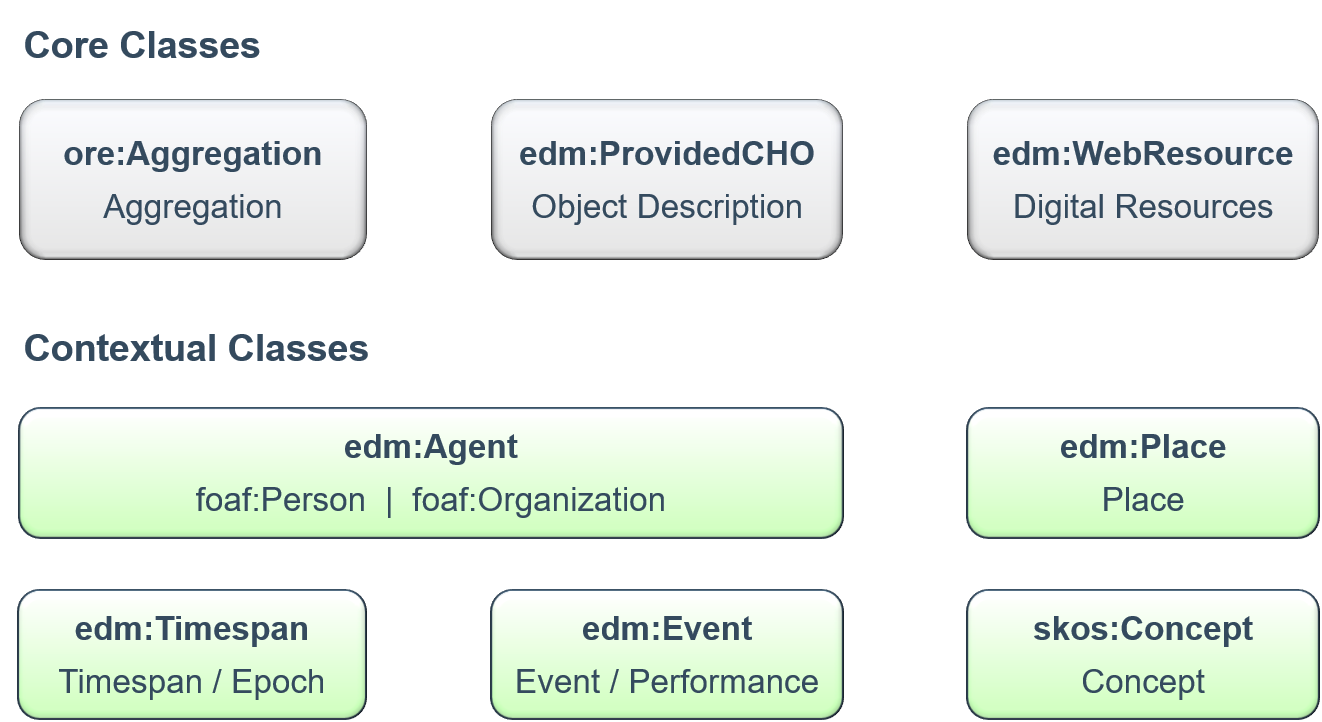 Core Classes
ore:Aggregation
Aggregation
edm:ProvidedCHO
Object Description
edm:WebResource
Digital Resources
Contextual Classes
edm:Agent
foaf:Person | foaf:Organization
edm:Place
Place
edm:Timespan
Timespan / Epoch
edm:Event
Event / Performance
skos:Concept
Concept